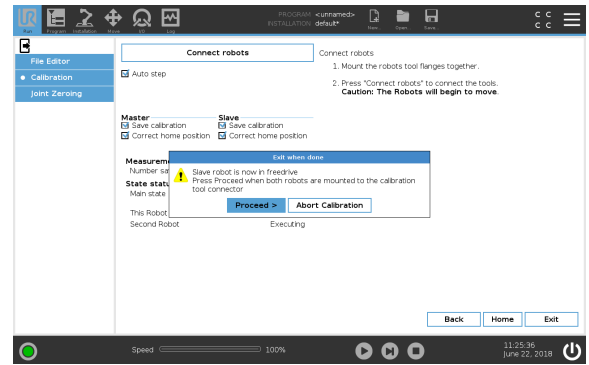 PROGRAM <unnamed>
INSTALLATION default*
Run Program Installation Move I/O Log New... Open... Save...
C C
C C
File Editor
Calibration
Joint Zeroing
Connect robots
Auto step
Master Slave
Save calibration Save calibration
Correct home position Correct home position
Connect robots
1. Mount the robots tool flanges together.
2. Press "Connect robots" to connect the tools.
Caution: The Robots will begin to move.
Number sa
Main state
This Robot
Second Robot Executing
Exit when done
Slave robot is now in freedrive
Press Proceed when both robots are mounted to the calibration
tool connector
Proceed > Abort Calibration
Back Home Exit
Speed 100%
11:25:36
June 22, 2018